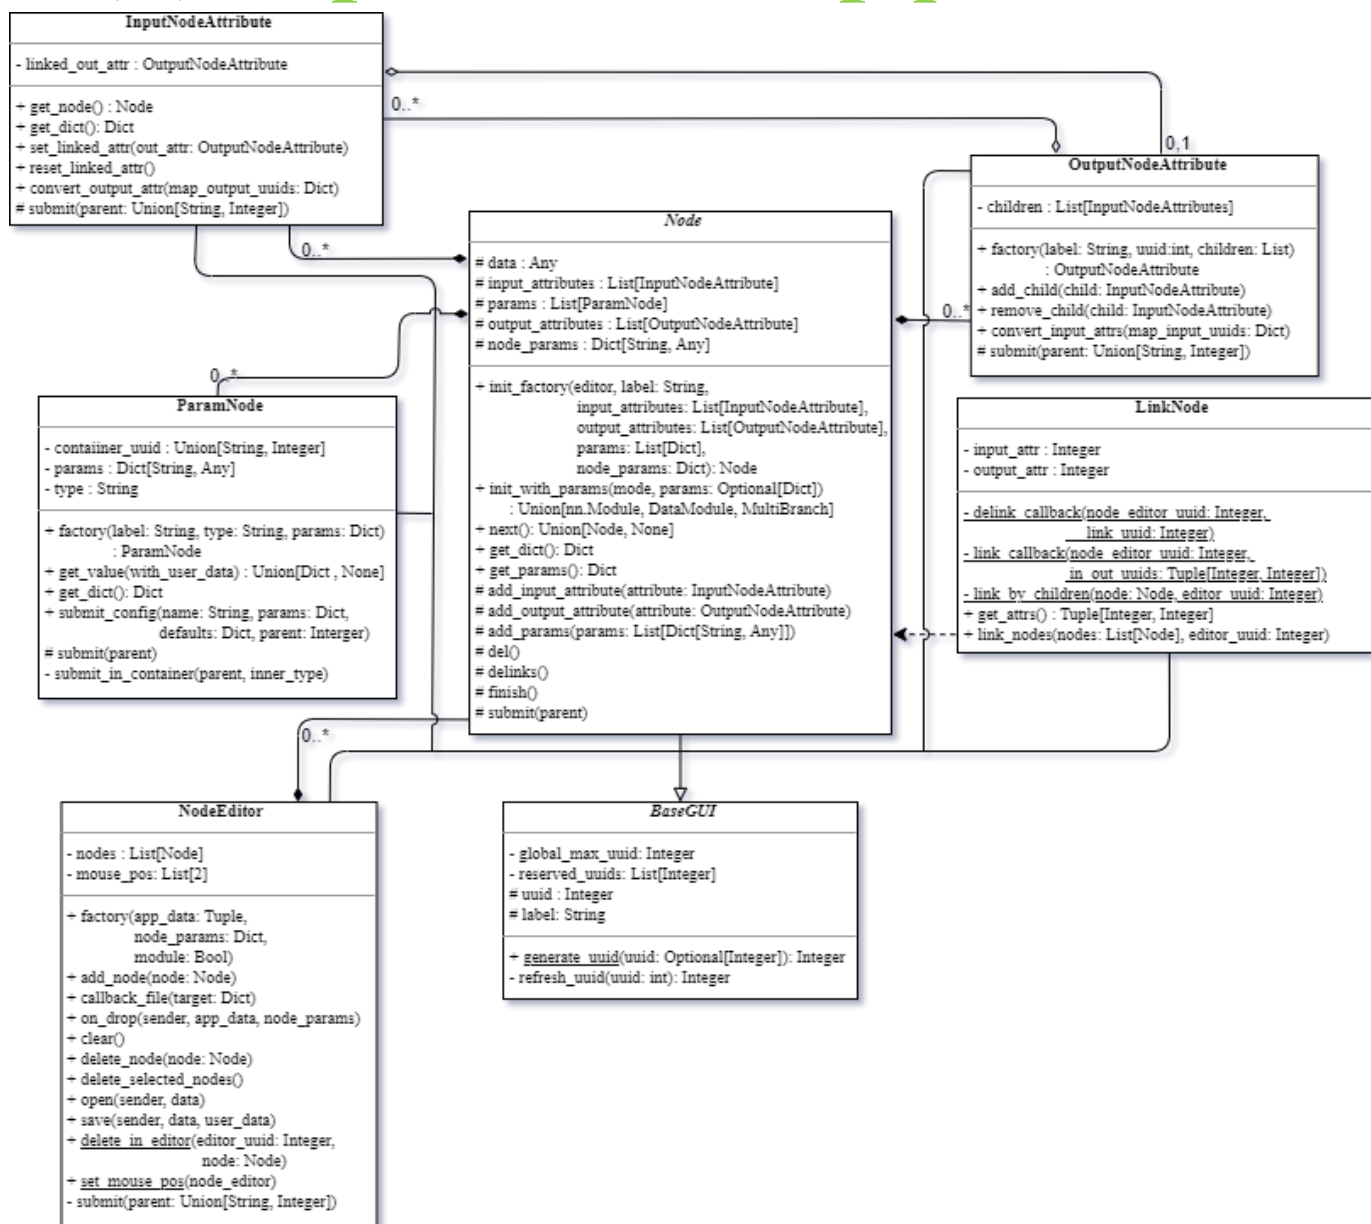 InputNodeAttribute
- linked_out_attr : OutputNodeAttribute
+ get_node() : Node
+ get_dict(): Dict
+ set_linked_attr(out_attr: OutputNodeAttribute)
+ reset_linked_attr()
+ convert_output_attr(map_output_uuids: Dict)
# submit(parent: Union[String, Integer])
0..*
0,1
OutputNodeAttribute
- children : List[InputNodeAttributes]
+ factory(label: String, uuid:int, children: List)
: OutputNodeAttribute
+ add_child(child: InputNodeAttribute)
+ remove_child(child: InputNodeAttribute)
+ convert_input_attrs(map_input_uuids: Dict)
# submit(parent: Union[String, Integer])
0..*
0..*
0..*
Node
# data : Any
# input_attributes : List[InputNodeAttribute]
# params : List[ParamNode]
# output_attributes : List[OutputNodeAttribute]
# node_params : Dict[String, Any]
+ init_factory(editor, label: String,
input_attributes: List[InputNodeAttribute],
output_attributes: List[OutputNodeAttribute],
params: List[Dict],
node_params: Dict): Node
+ init_with_params(mode, params: Optional[Dict])
: Union[nn.Module, DataModule, MultiBranch]
+ next(): Union[Node, None]
+ get_dict(): Dict
+ get_params(): Dict
# add_input_attribute(attribute: InputNodeAttribute)
# add_output_attribute(attribute: OutputNodeAttribute)
# add_params(params: List[Dict[String, Any]])
# del()
# delinks()
# finish()
# submit(parent)
ParamNode
- contaiiner_uuid : Union[String, Integer]
- params : Dict[String, Any]
- type : String
+ factory(label: String, type: String, params: Dict)
: ParamNode
+ get_value(with_user_data) : Union[Dict , None]
+ get_dict(): Dict
+ submit_config(name: String, params: Dict,
defaults: Dict, parent: Interger)
# submit(parent)
- submit_in_container(parent, inner_type)
LinkNode
- input_attr : Integer
- output_attr : Integer
- delink_callback(node_editor_uuid: Integer,
link_uuid: Integer)
- link_callback(node_editor_uuid: Integer,
in_out_uuids: Tuple[Integer, Integer])
- link_by_children(node: Node, editor_uuid: Integer)
+ get_attrs() : Tuple[Integer, Integer]
+ link_nodes(nodes: List[Node], editor_uuid: Integer)
0..*
NodeEditor
- nodes : List[Node]
- mouse_pos: List[2]
+ factory(app_data: Tuple,
node_params: Dict,
module: Bool)
+ add_node(node: Node)
+ callback_file(target: Dict)
+ on_drop(sender, app_data, node_params)
+ clear()
+ delete_node(node: Node)
+ delete_selected_nodes()
+ open(sender, data)
+ save(sender, data, user_data)
+ delete_in_editor(editor_uuid: Integer,
node: Node)
+ set_mouse_pos(node_editor)
- submit(parent: Union[String, Integer])
BaseGUI
- global_max_uuid: Integer
- reserved_uuids: List[Integer]
# uuid : Integer
# label: String
+ generate_uuid(uuid: Optional[Integer]): Integer
- refresh_uuid(uuid: int): Integer